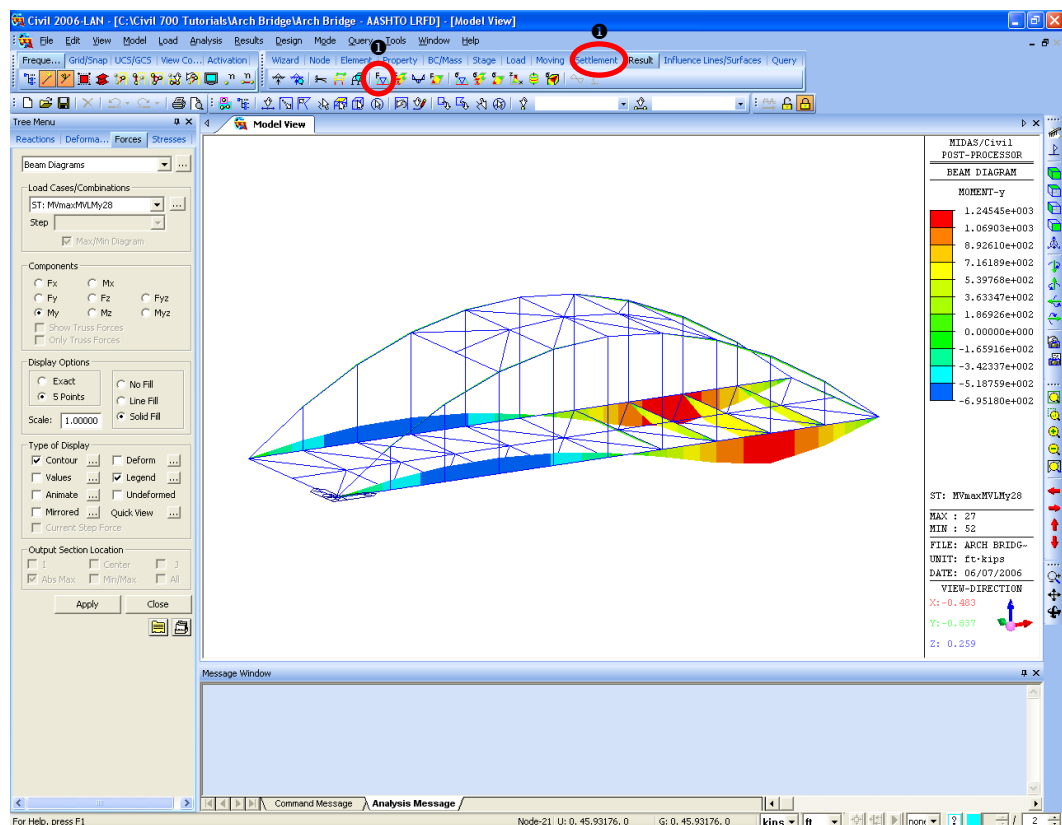 Civil 2006-LAN - [C:\Civil 700 Tutorials\Arch Bridge\Arch Bridge - AASHTO LRFD] - [Model View]
File Edit View Model Load Analysis Results Design Mode Query Tools Window Help
Freque... Grid/Snap UCS/GCS View Co... Activation Wizard Node Element Property BC/Mass Stage Load Moving Settlement Result Influence Lines/Surfaces Query
1
1
Tree Menu
Reactions Deforma... Forces Stresses
Beam Diagrams ...
Load Cases/Combinations
ST: MVmaxMVLMy28 ...
Step
Max/Min Diagram
Components
Fx Mx
Fy Fz Fyz
My Mz Myz
Show Truss Forces
Only Truss Forces
Display Options
Exact No Fill
5 Points Line Fill
Scale: 1.00000 Solid Fill
Type of Display
Contour ... Deform ...
Values ... Legend ...
Animate ... Undeformed
Mirrored ... Quick View ...
Current Step Force
Output Section Location
I Center J
Abs Max Min/Max All
Apply Close
Model View
MIDAS/Civil
POST-PROCESSOR
BEAM DIAGRAM
MOMENT-y
1.24545e+003
1.06903e+003
8.92610e+002
7.16189e+002
5.39768e+002
3.63347e+002
1.86926e+002
0.00000e+000
-1.65916e+002
-3.42337e+002
-5.18759e+002
-6.95180e+002
ST: MVmaxMVLMy28
MAX : 27
MIN : 52
FILE: ARCH BRIDG~
UNIT: ft·kips
DATE: 06/07/2006
VIEW-DIRECTION
X:-0.483
Y:-0.837
Z: 0.259
Message Window
Command Message Analysis Message
For Help, press F1 Node-21 U: 0, 45.93176, 0 G: 0, 45.93176, 0 kips ft none ? / 2